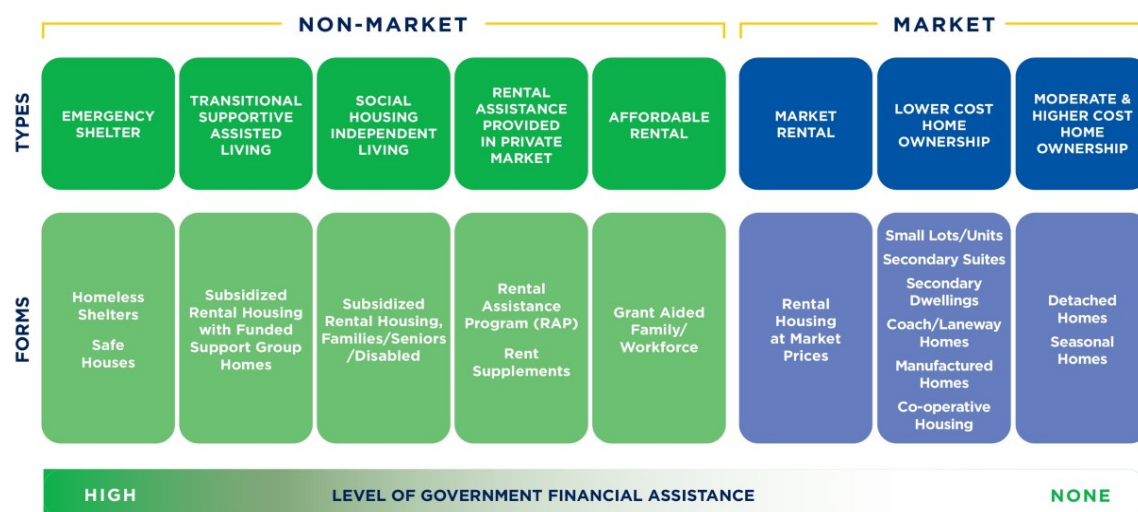 NON-MARKET
MARKET
TYPES
EMERGENCY
SHELTER
TRANSITIONAL
SUPPORTIVE
ASSISTED
LIVING
SOCIAL
HOUSING
INDEPENDENT
LIVING
RENTAL
ASSISTANCE
PROVIDED
IN PRIVATE
MARKET
AFFORDABLE
RENTAL
MARKET
RENTAL
LOWER COST
HOME
OWNERSHIP
MODERATE &
HIGHER COST
HOME
OWNERSHIP
FORMS
Homeless
Shelters
Safe
Houses
Subsidized
Rental Housing
with Funded
Support Group
Homes
Subsidized
Rental Housing,
Families/Seniors
/Disabled
Rental
Assistance
Program (RAP)
Rent
Supplements
Grant Aided
Family/
Workforce
Rental
Housing
at Market
Prices
Small Lots/Units
Secondary Suites
Secondary
Dwellings
Coach/Laneway
Homes
Manufactured
Homes
Co-operative
Housing
Detached
Homes
Seasonal
Homes
HIGH
LEVEL OF GOVERNMENT FINANCIAL ASSISTANCE
NONE